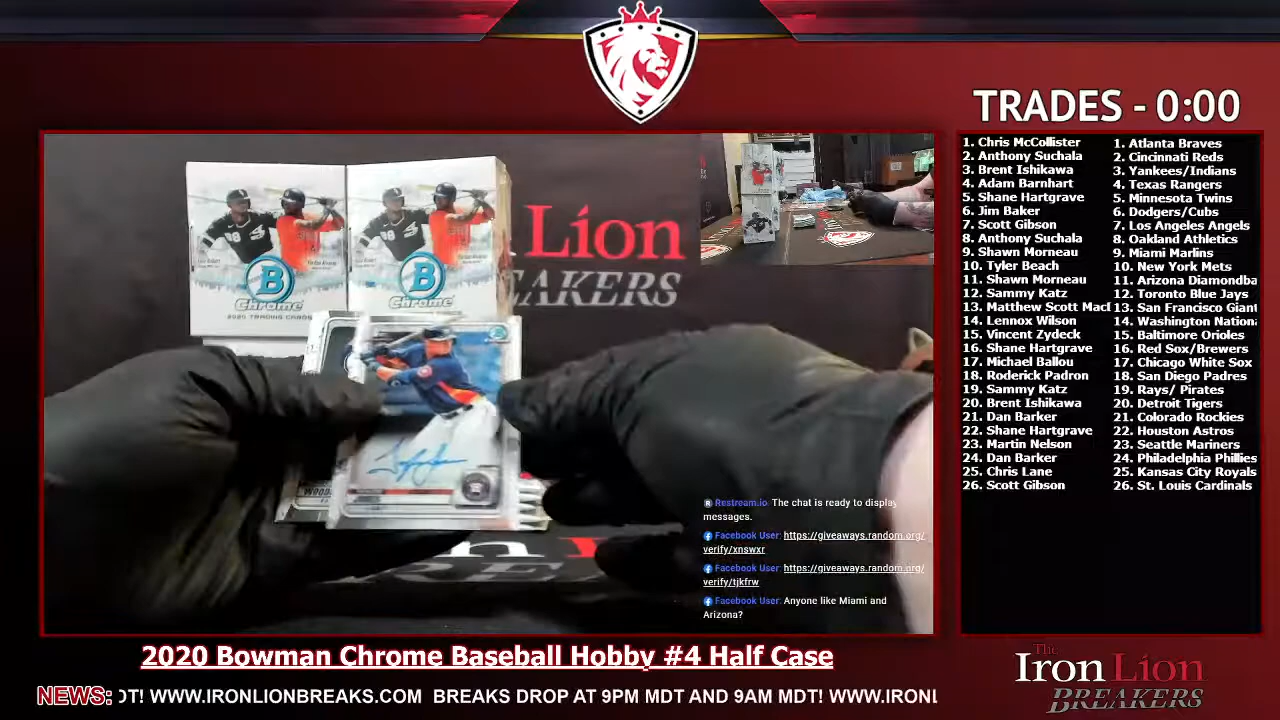 TRADES - 0:00
1. Chris McCollister
2. Anthony Suchala
3. Brent Ishikawa
4. Adam Barnhart
5. Shane Hartgrave
6. Jim Baker
7. Scott Gibson
8. Anthony Suchala
9. Shawn Morneau
10. Tyler Beach
11. Shawn Morneau
12. Sammy Katz
13. Matthew Scott Macl
14. Lennox Wilson
15. Vincent Zydeck
16. Shane Hartgrave
17. Michael Ballou
18. Roderick Padron
19. Sammy Katz
20. Brent Ishikawa
21. Dan Barker
22. Shane Hartgrave
23. Martin Nelson
24. Dan Barker
25. Chris Lane
26. Scott Gibson
1. Atlanta Braves
2. Cincinnati Reds
3. Yankees/Indians
4. Texas Rangers
5. Minnesota Twins
6. Dodgers/Cubs
7. Los Angeles Angels
8. Oakland Athletics
9. Miami Marlins
10. New York Mets
11. Arizona Diamondba
12. Toronto Blue Jays
13. San Francisco Giant
14. Washington Nation
15. Baltimore Orioles
16. Red Sox/Brewers
17. Chicago White Sox
18. San Diego Padres
19. Rays/ Pirates
20. Detroit Tigers
21. Colorado Rockies
22. Houston Astros
23. Seattle Mariners
24. Philadelphia Phillies
25. Kansas City Royals
26. St. Louis Cardinals
B
Chrome
2020 TRADING CARDS
B
Chrome
n Lion
EAKERS
WOOD
Restream.io: The chat is ready to display
messages.
Facebook User: https://giveaways.random.org/
verify/xnswxr
Facebook User: https://giveaways.random.org/
verify/tjkfrw
Facebook User: Anyone like Miami and
Arizona?
2020 Bowman Chrome Baseball Hobby #4 Half Case
NEWS: DT! WWW.IRONLIONBREAKS.COM BREAKS DROP AT 9PM MDT AND 9AM MDT! WWW.IRONL
The
Iron Lion
BREAKERS